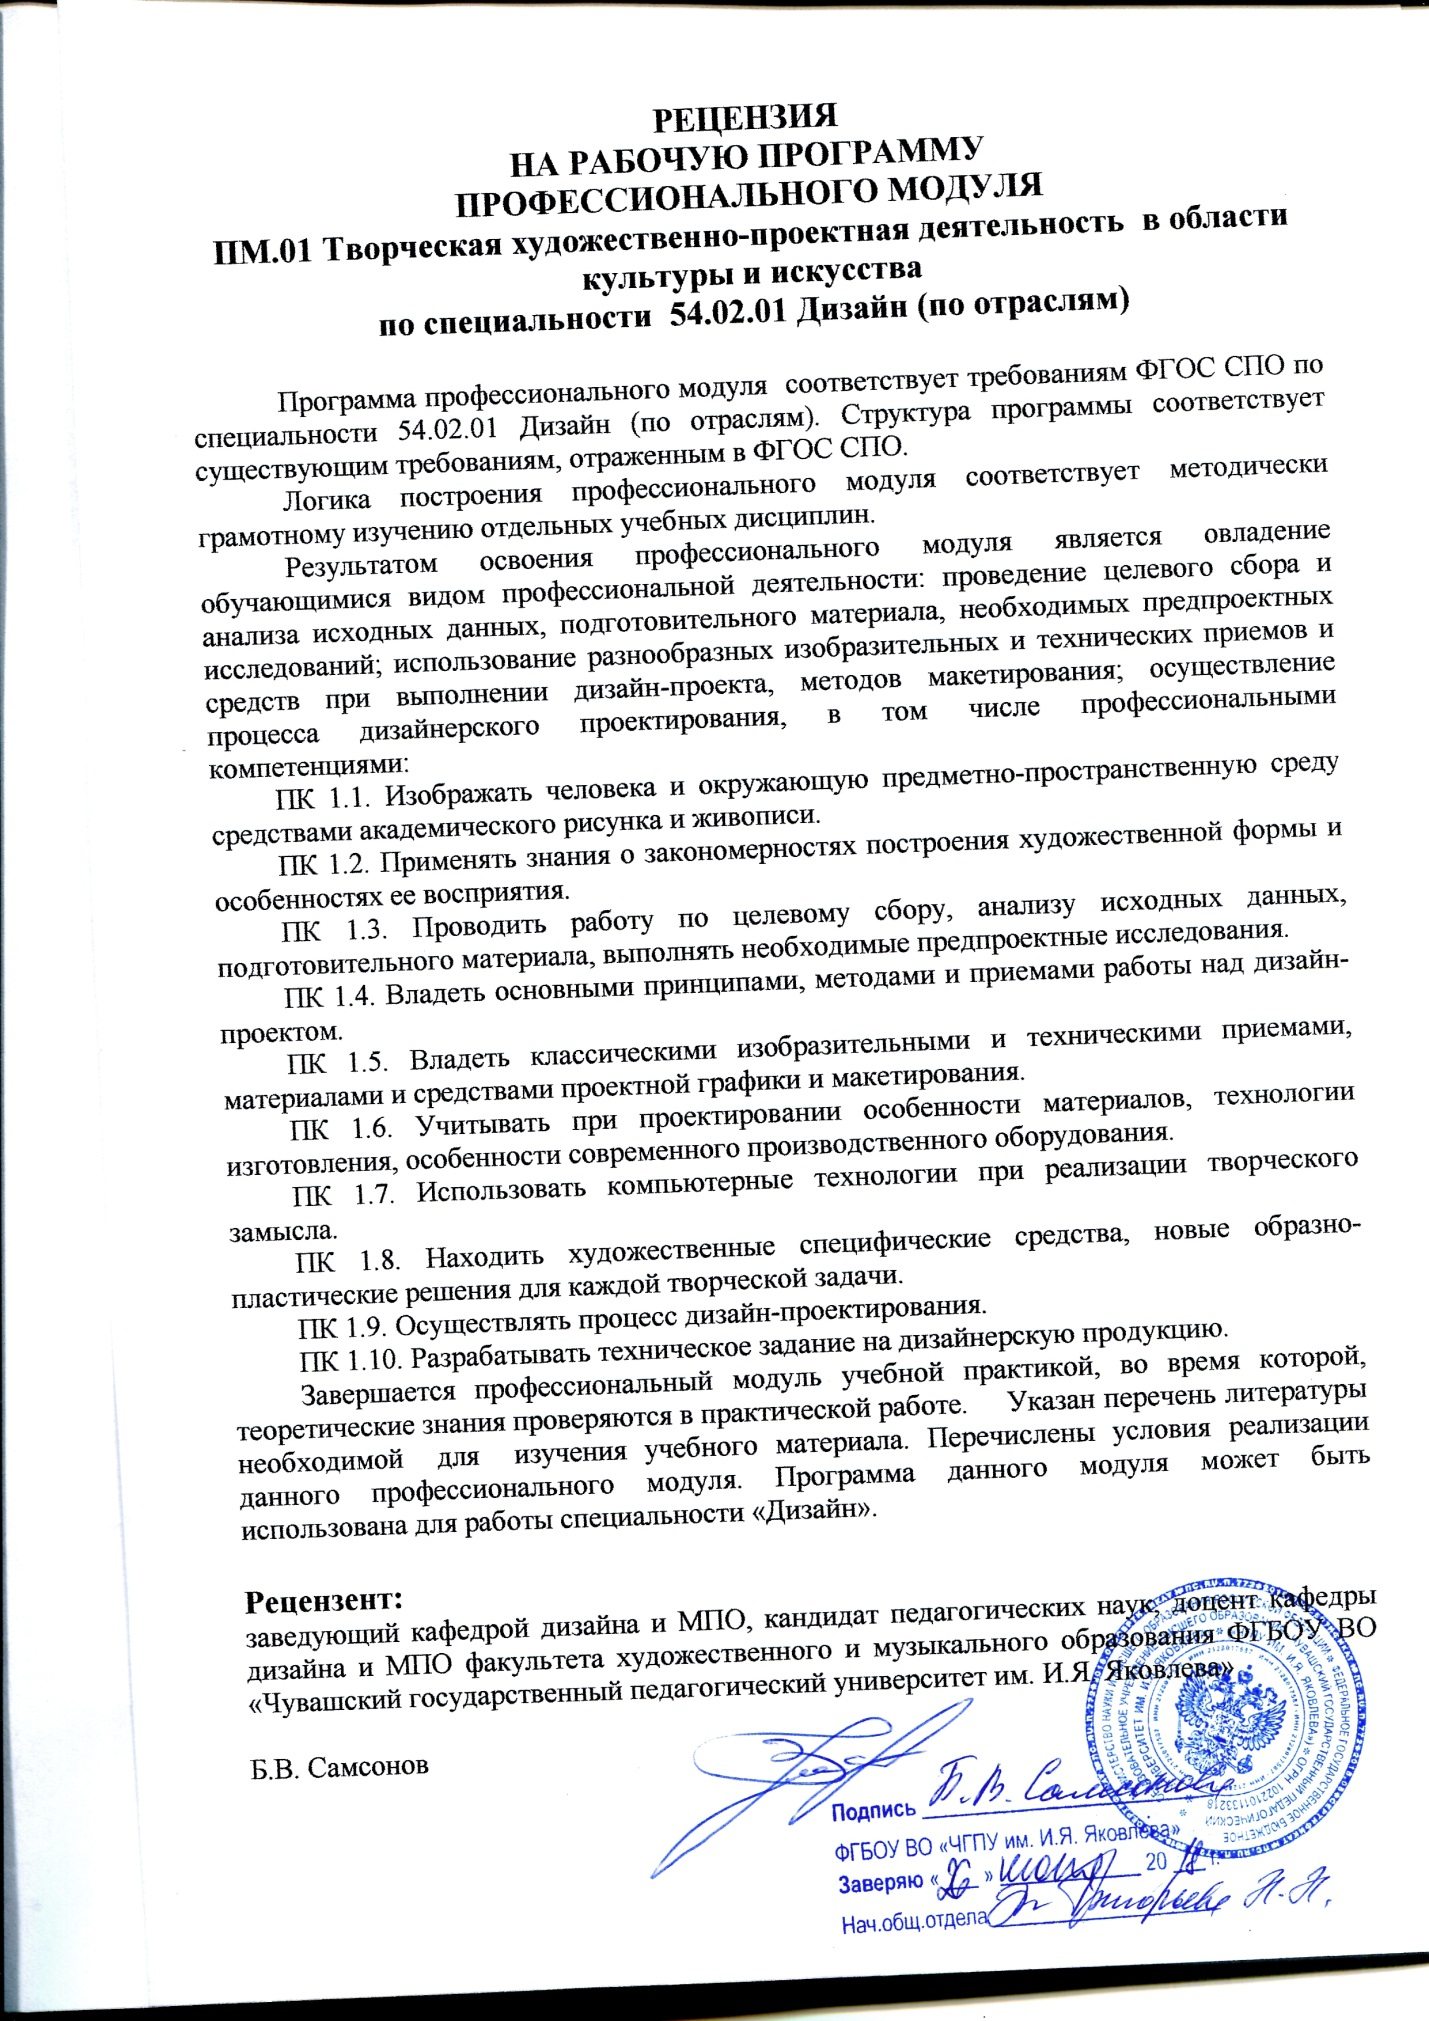 РЕЦЕНЗИЯ
НА РАБОЧУЮ ПРОГРАММУ
ПРОФЕССИОНАЛЬНОГО МОДУЛЯ
ПМ.01 Творческая художественно-проектная деятельность в области
культуры и искусства
по специальности 54.02.01 Дизайн (по отраслям)
Программа профессионального модуля соответствует требованиям ФГОС СПО по
специальности 54.02.01 Дизайн (по отраслям). Структура программы соответствует
существующим требованиям, отраженным в ФГОС СПО.
Логика построения профессионального модуля соответствует методически
грамотному изучению отдельных учебных дисциплин.
Результатом освоения профессионального модуля является овладение
обучающимися видом профессиональной деятельности: проведение целевого сбора и
анализа исходных данных, подготовительного материала, необходимых предпроектных
исследований; использование разнообразных изобразительных и технических приемов и
средств при выполнении дизайн-проекта, методов макетирования; осуществление
процесса дизайнерского проектирования, в том числе профессиональными
компетенциями:
ПК 1.1. Изображать человека и окружающую предметно-пространственную среду
средствами академического рисунка и живописи.
ПК 1.2. Применять знания о закономерностях построения художественной формы и
особенностях ее восприятия.
ПК 1.3. Проводить работу по целевому сбору, анализу исходных данных,
подготовительного материала, выполнять необходимые предпроектные исследования.
ПК 1.4. Владеть основными принципами, методами и приемами работы над дизайн-
проектом.
ПК 1.5. Владеть классическими изобразительными и техническими приемами,
материалами и средствами проектной графики и макетирования.
ПК 1.6. Учитывать при проектировании особенности материалов, технологии
изготовления, особенности современного производственного оборудования.
ПК 1.7. Использовать компьютерные технологии при реализации творческого
замысла.
ПК 1.8. Находить художественные специфические средства, новые образно-
пластические решения для каждой творческой задачи.
ПК 1.9. Осуществлять процесс дизайн-проектирования.
ПК 1.10. Разрабатывать техническое задание на дизайнерскую продукцию.
Завершается профессиональный модуль учебной практикой, во время которой,
теоретические знания проверяются в практической работе. Указан перечень литературы
необходимой для изучения учебного материала. Перечислены условия реализации
данного профессионального модуля. Программа данного модуля может быть
использована для работы специальности «Дизайн».
Рецензент:
заведующий кафедрой дизайна и МПО, кандидат педагогических наук, доцент кафедры
дизайна и МПО факультета художественного и музыкального образования ФГБОУ ВО
«Чувашский государственный педагогический университет им. И.Я. Яковлева»
Б.В. Самсонов
Подпись Б.В. Самсонова
ФГБОУ ВО «ЧГПУ им. И.Я. Яковлева»
Заверяю « » июня 20 г.
Нач.общ.отдела Григорьева Н.Н.